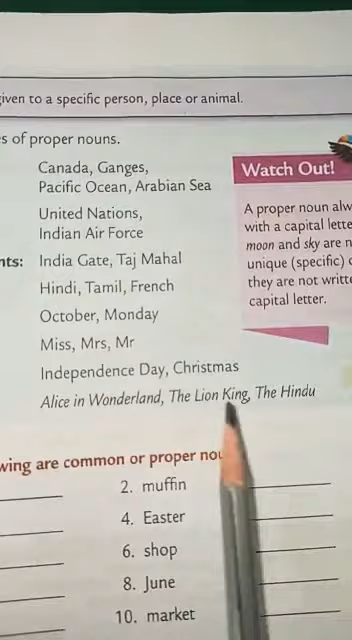 iven to a specific person, place or animal.
s of proper nouns.
Canada, Ganges,
Pacific Ocean, Arabian Sea
United Nations,
Indian Air Force
nts: India Gate, Taj Mahal
Hindi, Tamil, French
October, Monday
Miss, Mrs, Mr
Independence Day, Christmas
Alice in Wonderland, The Lion King, The Hindu
Watch Out!
A proper noun alw
with a capital lette
moon and sky are n
unique (specific)
they are not writte
capital letter.
wing are common or proper nou
2. muffin
4. Easter
6. shop
8. June
10. market